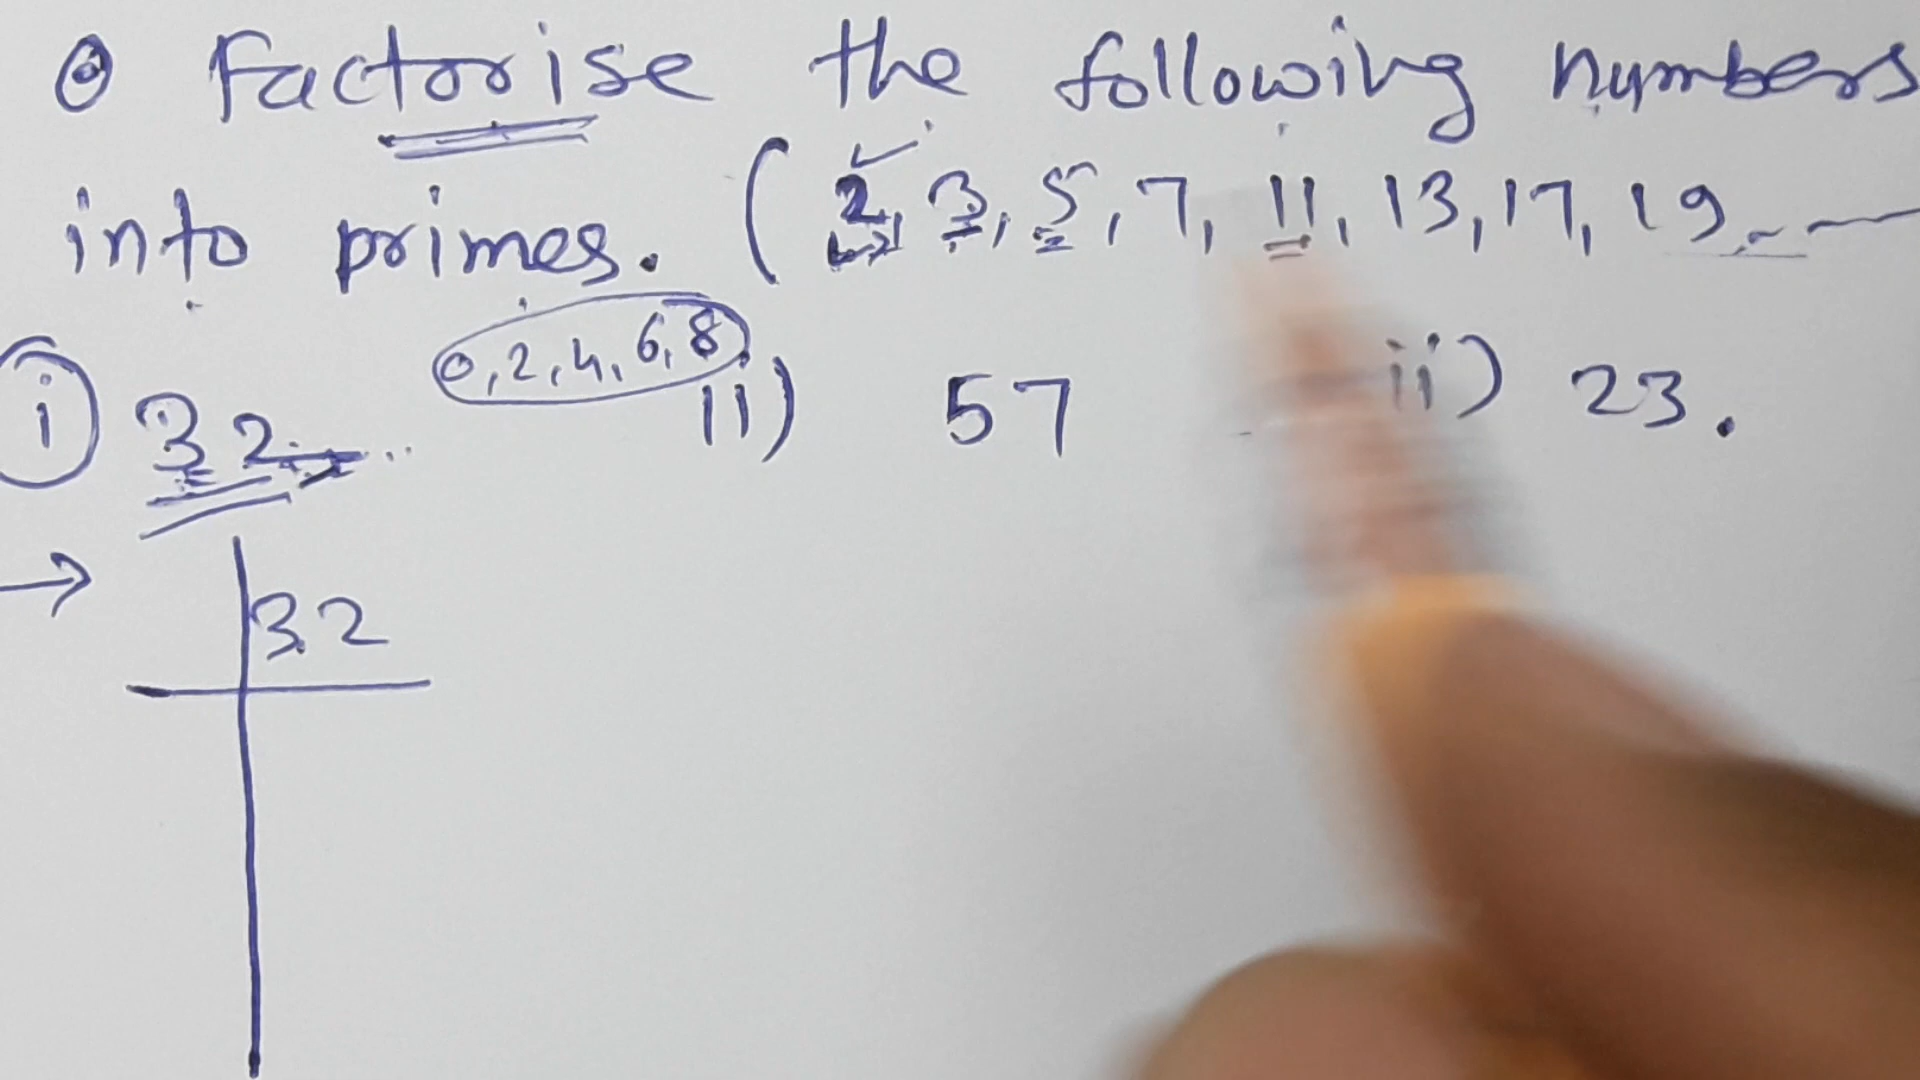 Factorise the following numbers
into primes. (2, 3, 5, 7, 11, 13, 17, 19
0, 2, 4, 6, 8
i 32 ii) 57 ii) 23.
→ 32